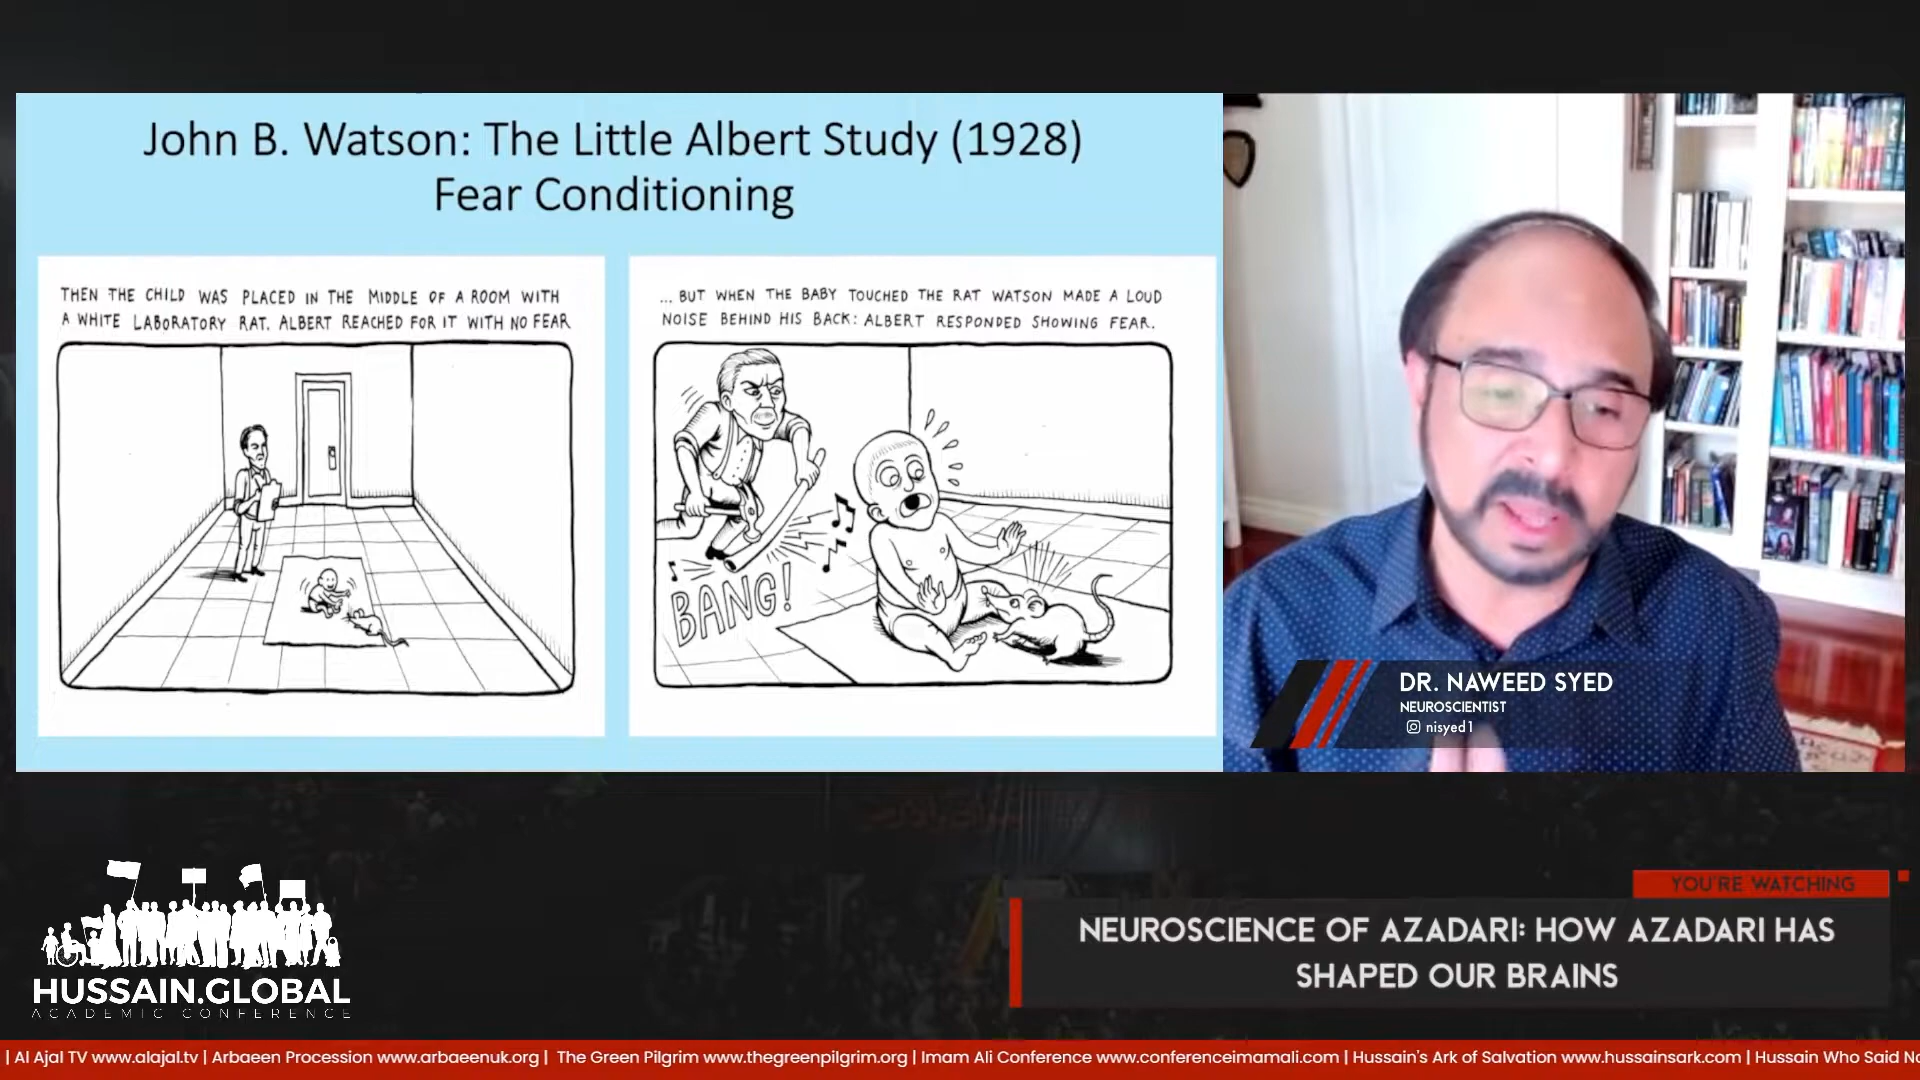 John B. Watson: The Little Albert Study (1928)
Fear Conditioning
THEN THE CHILD WAS PLACED IN THE MIDDLE OF A ROOM WITH
A WHITE LABORATORY RAT. ALBERT REACHED FOR IT WITH NO FEAR
... BUT WHEN THE BABY TOUCHED THE RAT WATSON MADE A LOUD
NOISE BEHIND HIS BACK: ALBERT RESPONDED SHOWING FEAR.
BANG!
DR. NAWEED SYED
NEUROSCIENTIST
nisyed1
YOU'RE WATCHING
NEUROSCIENCE OF AZADARI: HOW AZADARI HAS
SHAPED OUR BRAINS
HUSSAIN.GLOBAL
ACADEMIC CONFERENCE
| Al Ajal TV www.alajal.tv | Arbaeen Procession www.arbaeenuk.org | The Green Pilgrim www.thegreenpilgrim.org | Imam Ali Conference www.conferenceimamali.com | Hussain's Ark of Salvation www.hussainsark.com | Hussain Who Said No